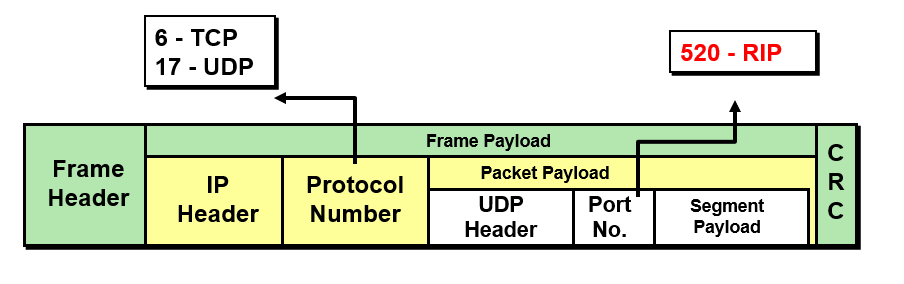 6 - TCP
17 - UDP
520 - RIP
Frame Payload
Frame
Header
IP
Header
Protocol
Number
Packet Payload
UDP
Header
Port
No.
Segment
Payload
C
R
C